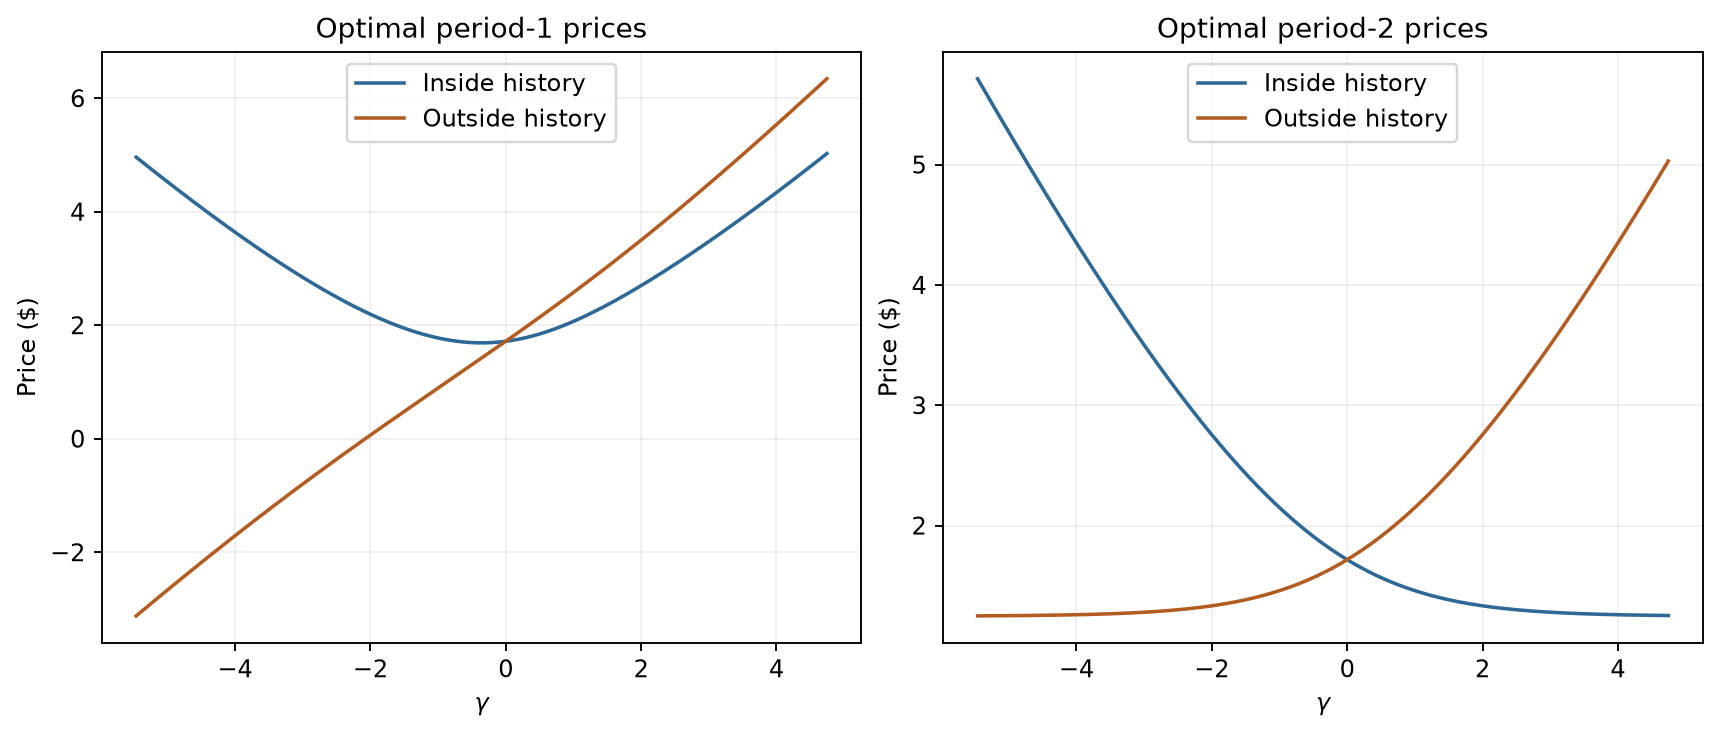 Optimal period-1 prices
Inside history
Outside history
6
4
2
0
−2
Price ($)
−4
−2
0
2
4
γ
Optimal period-2 prices
Inside history
Outside history
5
4
3
2
Price ($)
−4
−2
0
2
4
γ